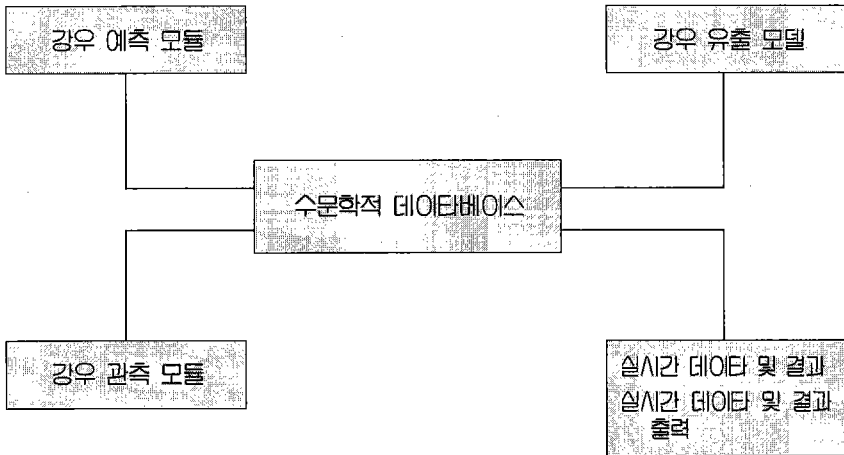 강우 예측 모듈
강우 유출 모델
수문학적 데이타베이스
강우 관측 모듈
실시간 데이타 및 결과
실시간 데이타 및 결과
출력